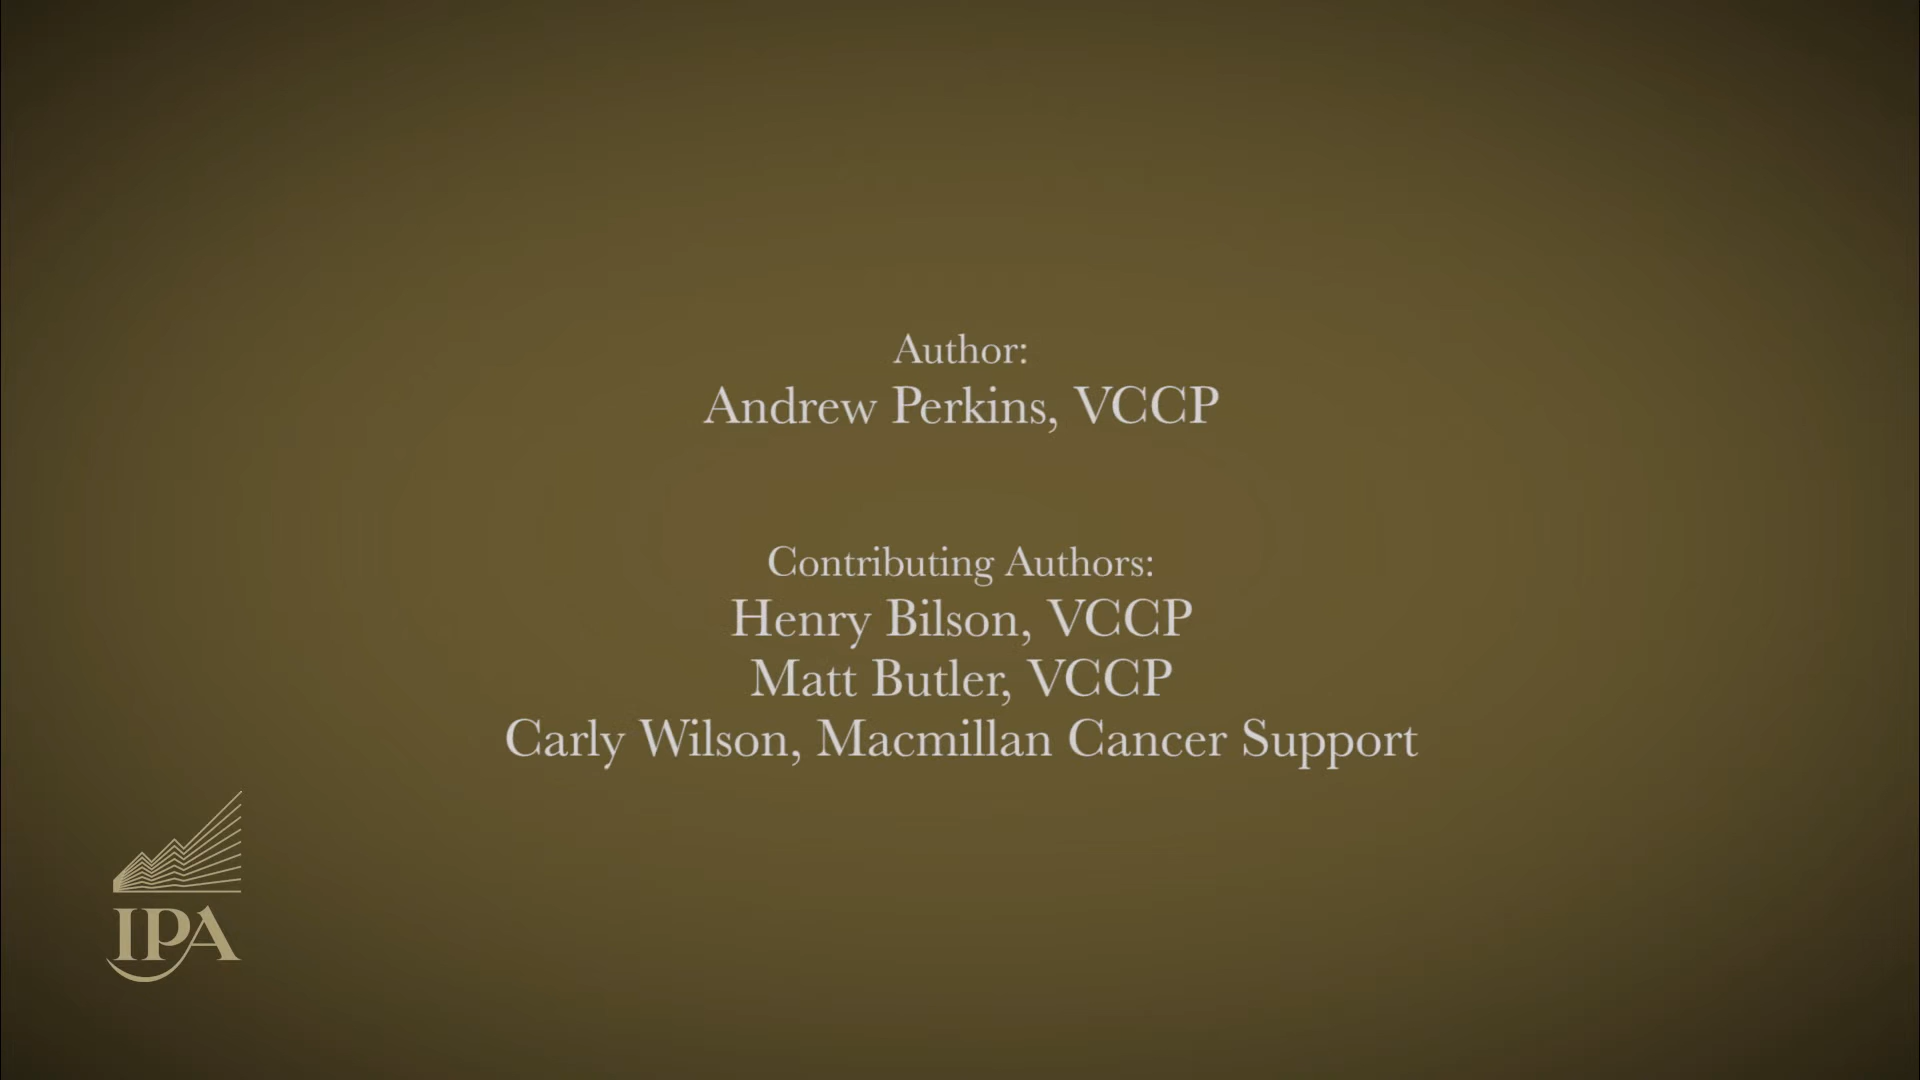 Author:
Andrew Perkins, VCCP
Contributing Authors:
Henry Bilson, VCCP
Matt Butler, VCCP
Carly Wilson, Macmillan Cancer Support
IPA